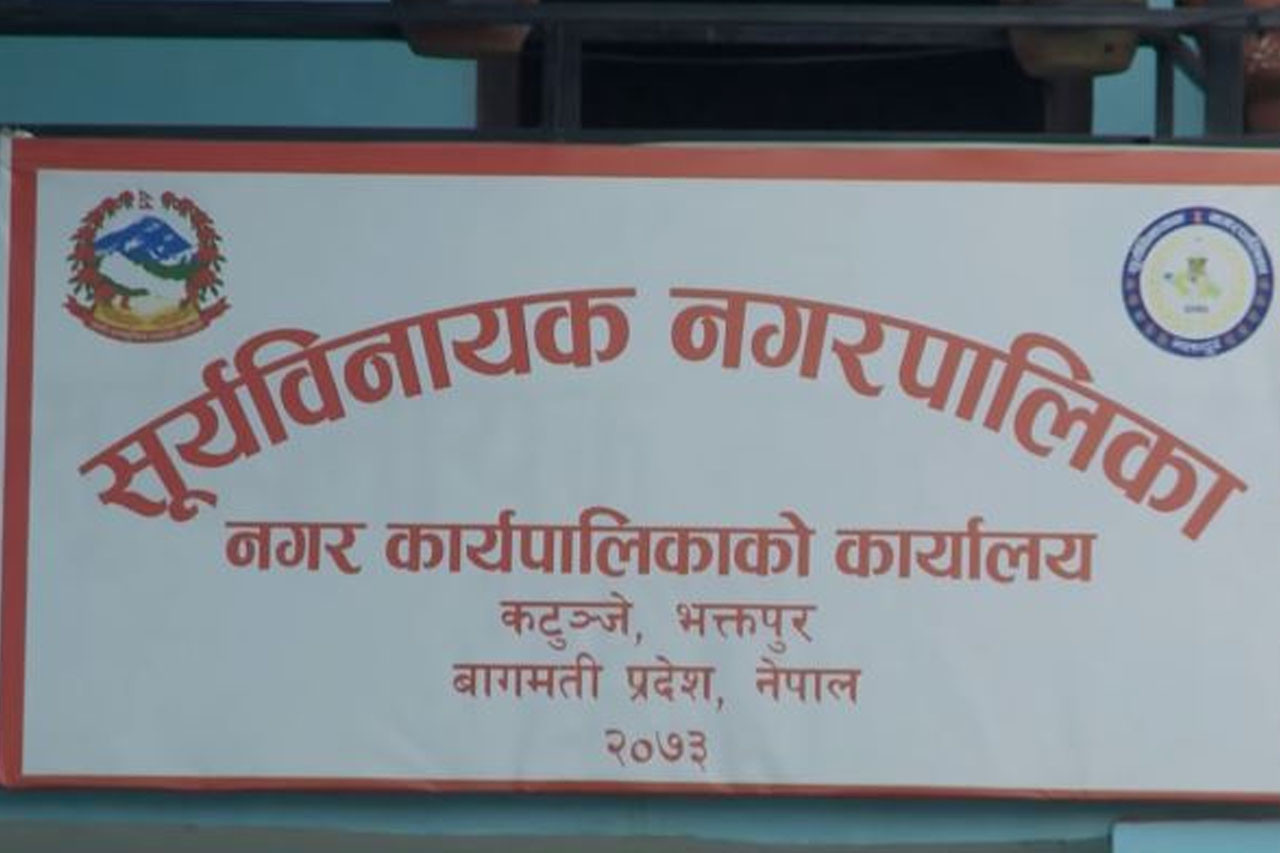 सूर्यविनायक नगरपालिका
नगर कार्यपालिकाको कार्यालय
कटुञ्जे, भक्तपुर
बागमती प्रदेश, नेपाल
२०७३